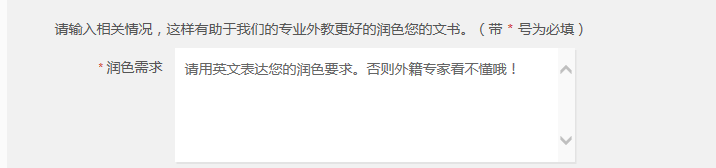 请输入相关情况，这样有助于我们的专业外教更好的润色您的文书。（带 * 号为必填）
* 润色需求
请用英文表达您的润色要求。否则外籍专家看不懂哦！